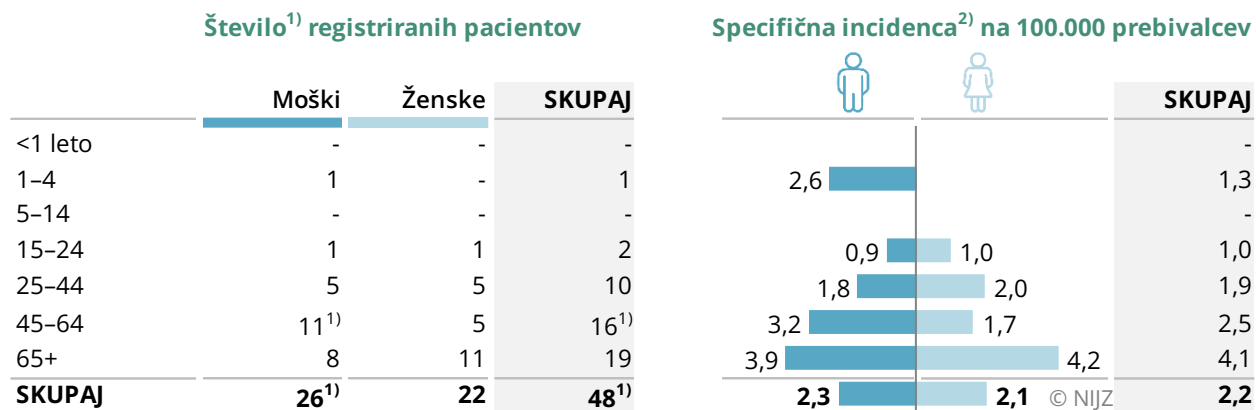 Število1) registriranih pacientov Specifična incidenca2) na 100.000 prebivalcev
Moški Ženske SKUPAJ SKUPAJ
<1 leto - - - -
1–4 1 - 1 2,6 1,3
5–14 - - - -
15–24 1 1 2 0,9 1,0 1,0
25–44 5 5 10 1,8 2,0 1,9
45–64 111) 5 161) 3,2 1,7 2,5
65+ 8 11 19 3,9 4,2 4,1
SKUPAJ 261) 22 481) 2,3 2,1 © NIJZ 2,2